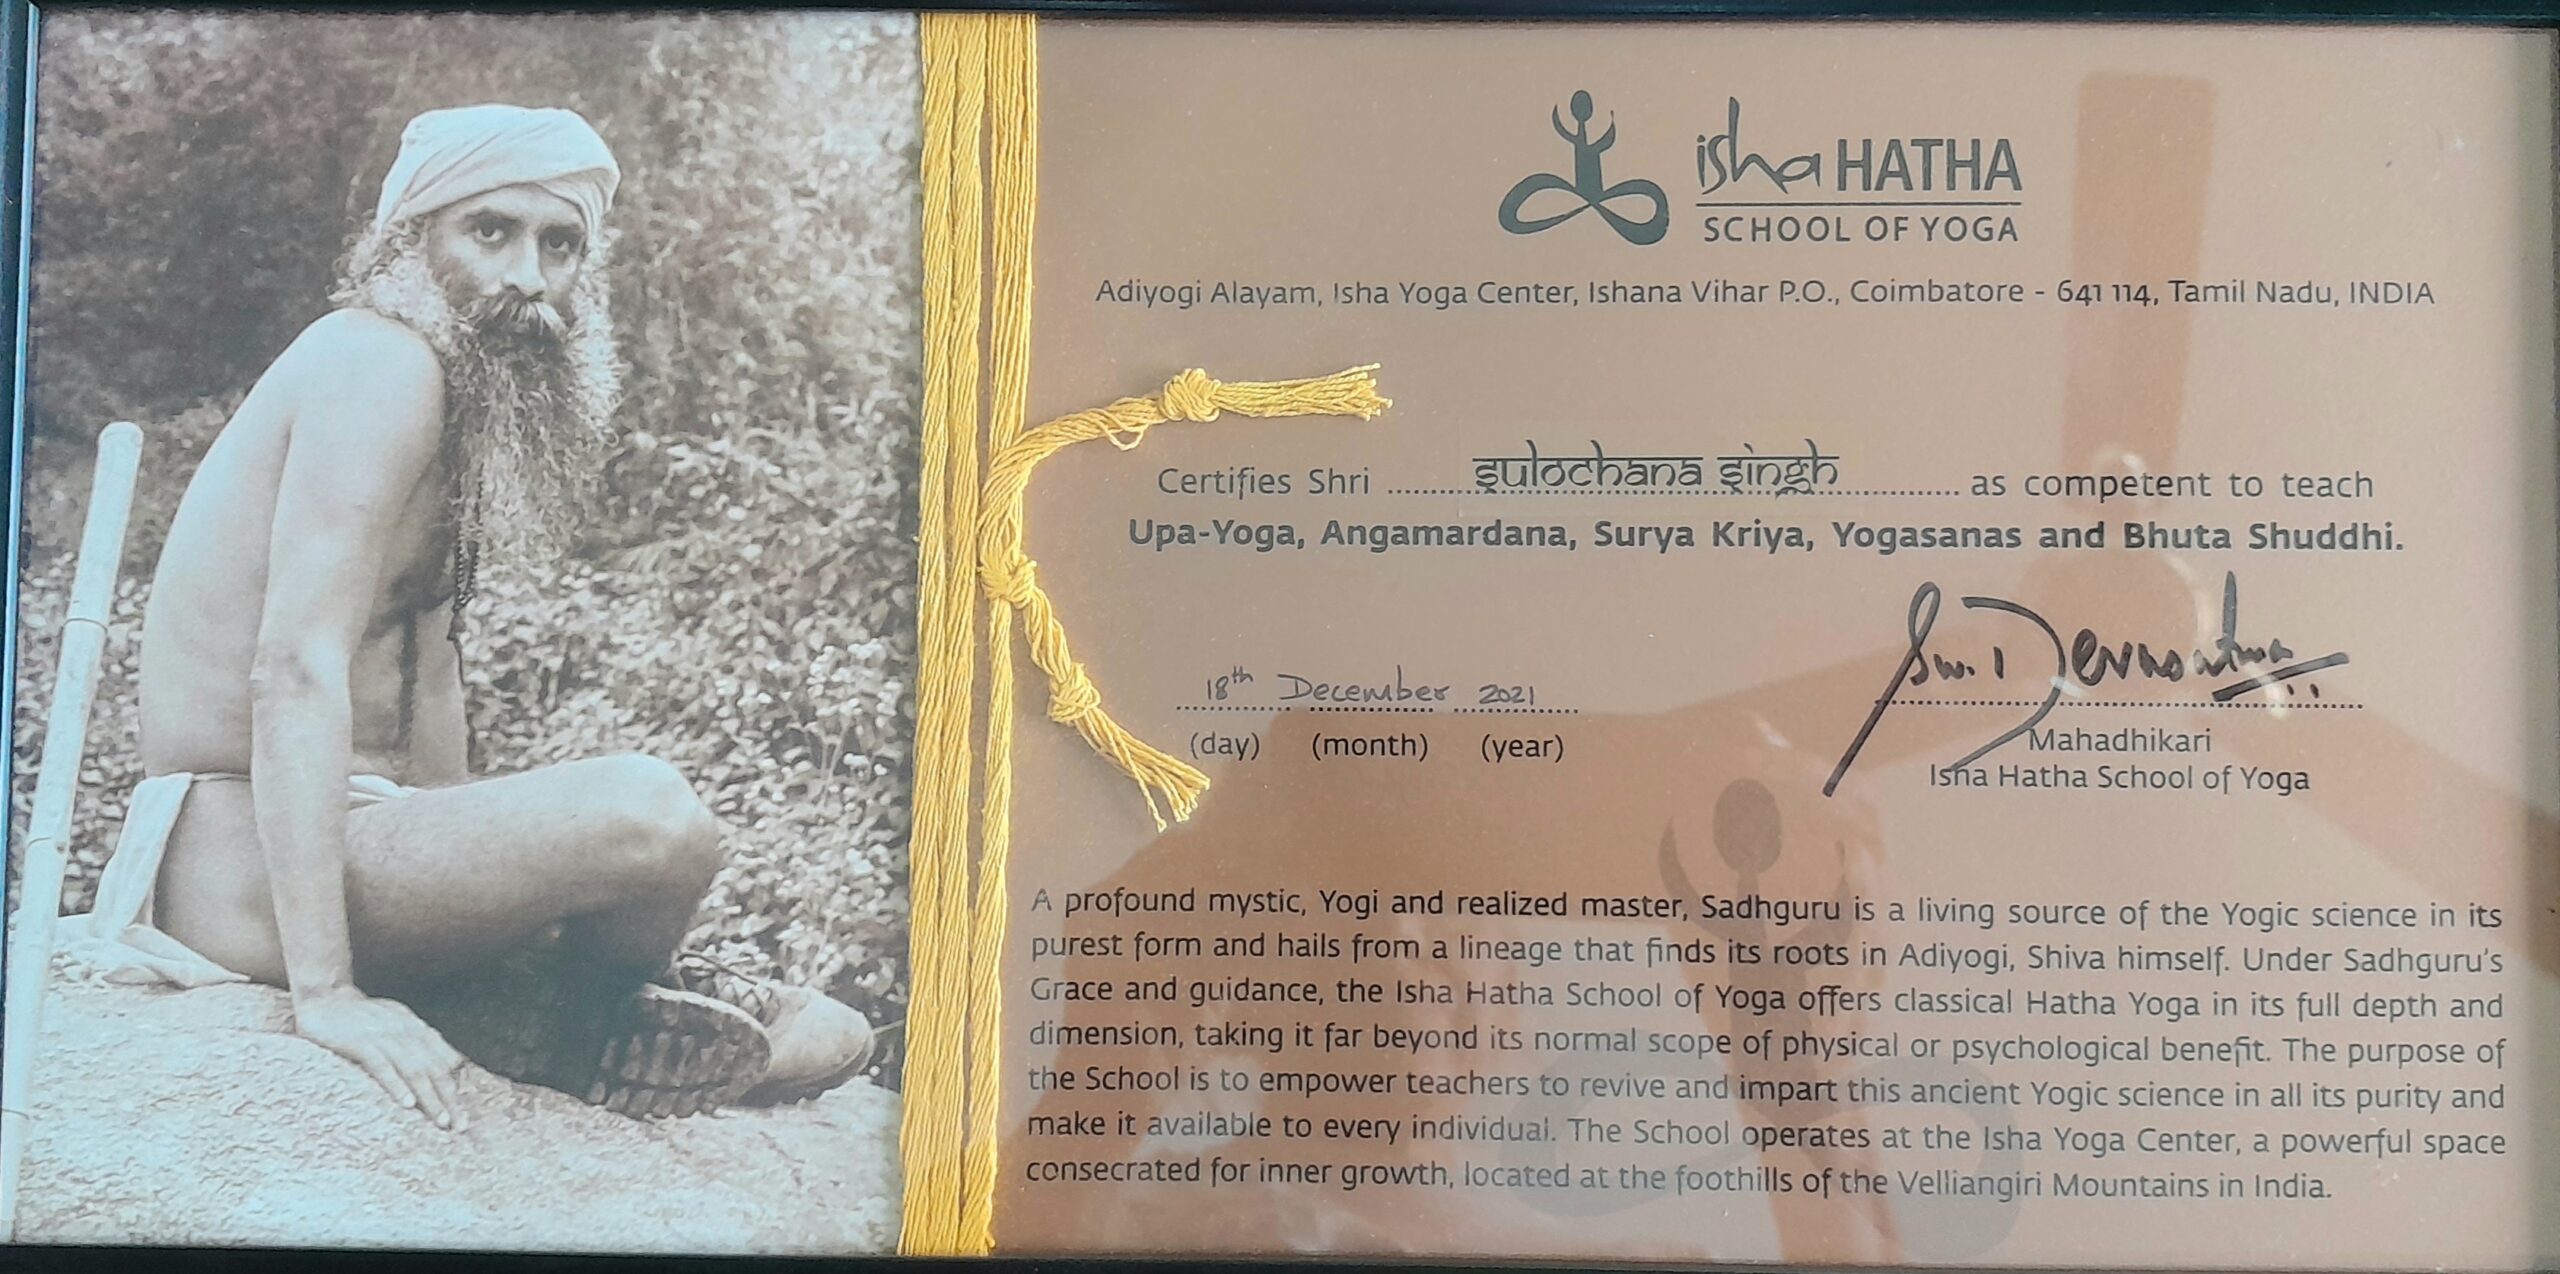 isha HATHA
SCHOOL OF YOGA
Adiyogi Alayam, Isha Yoga Center, Ishana Vihar P.O., Coimbatore - 641 114, Tamil Nadu, INDIA
Certifies Shri sulochana singh as competent to teach
Upa-Yoga, Angamardana, Surya Kriya, Yogasanas and Bhuta Shuddhi.
18th December 2021
Sw. Devasatma
(day) (month) (year)
Mahadhikari
Isha Hatha School of Yoga
A profound mystic, Yogi and realized master, Sadhguru is a living source of the Yogic science in its
purest form and hails from a lineage that finds its roots in Adiyogi, Shiva himself. Under Sadhguru's
Grace and guidance, the Isha Hatha School of Yoga offers classical Hatha Yoga in its full depth and
dimension, taking it far beyond its normal scope of physical or psychological benefit. The purpose of
the School is to empower teachers to revive and impart this ancient Yogic science in all its purity and
make it available to every individual. The School operates at the Isha Yoga Center, a powerful space
consecrated for inner growth, located at the foothills of the Velliangiri Mountains in India.